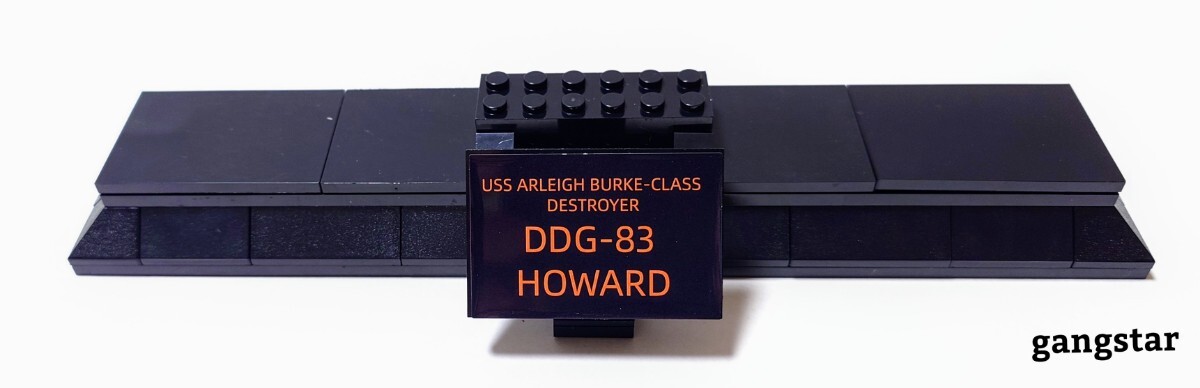 USS ARLEIGH BURKE-CLASS
DESTROYER
DDG-83
HOWARD
gangstar